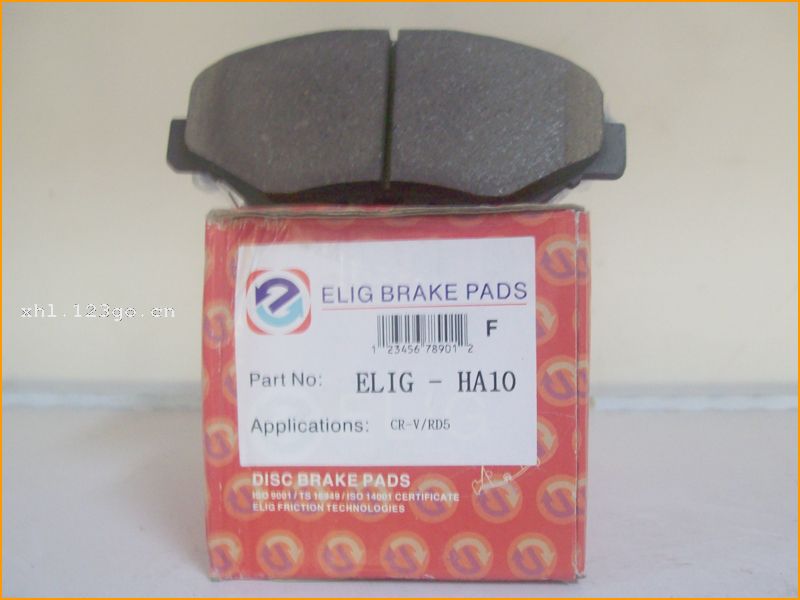 ELIG BRAKE PADS
F
1 23456 78901 2
Part No: ELIG - HA10
Applications: CR-V/RD5
DISC BRAKE PADS
ISO 9001 / TS 16949 / ISO 14001 CERTIFICATE
ELIG FRICTION TECHNOLOGIES
xhl.123go.cn